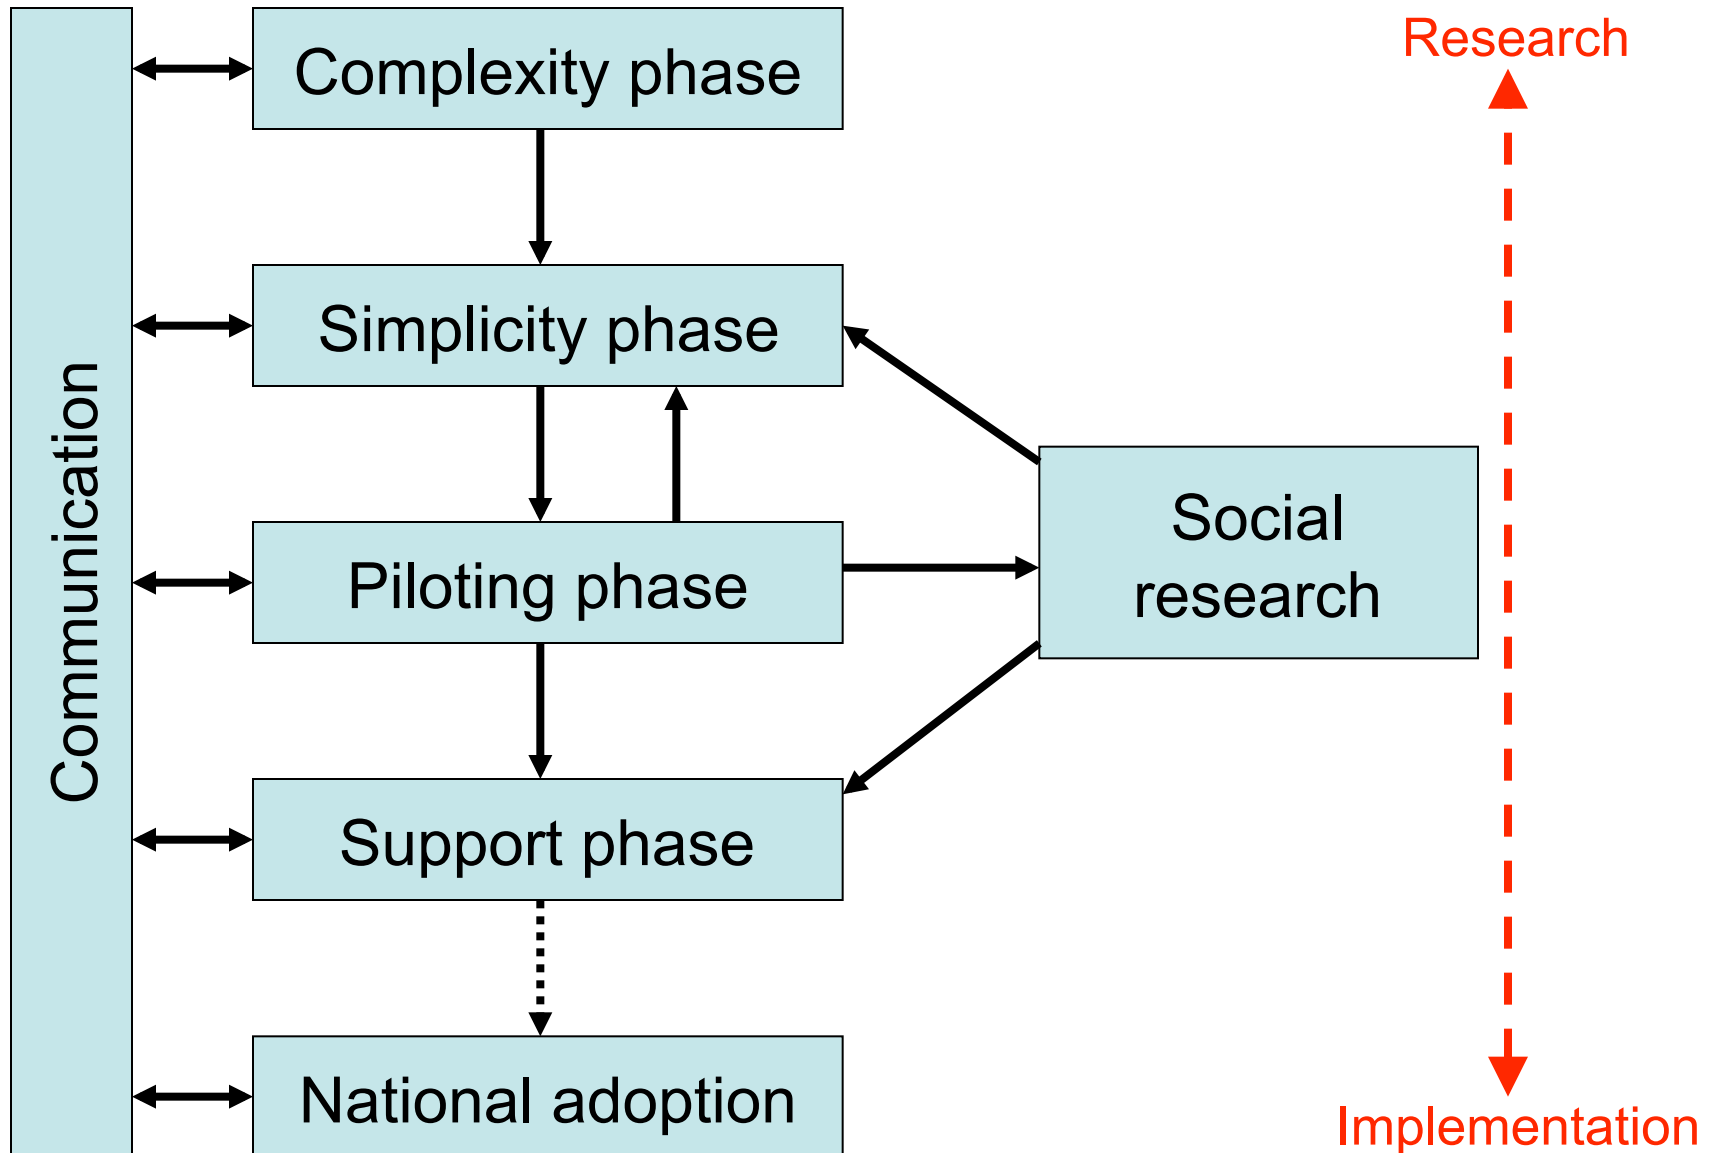 Communication
Complexity phase
Simplicity phase
Piloting phase
Support phase
National adoption
Social
research
Research
Implementation